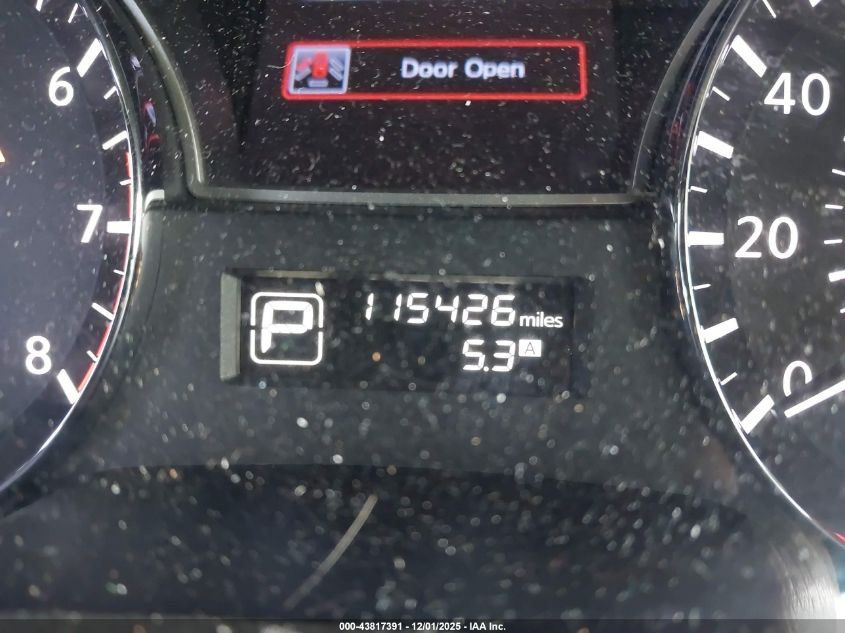 Door Open
6
7
8
40
20
0
P
115426 miles
5.3 A
000-43817391 - 12/01/2025 - IAA Inc.